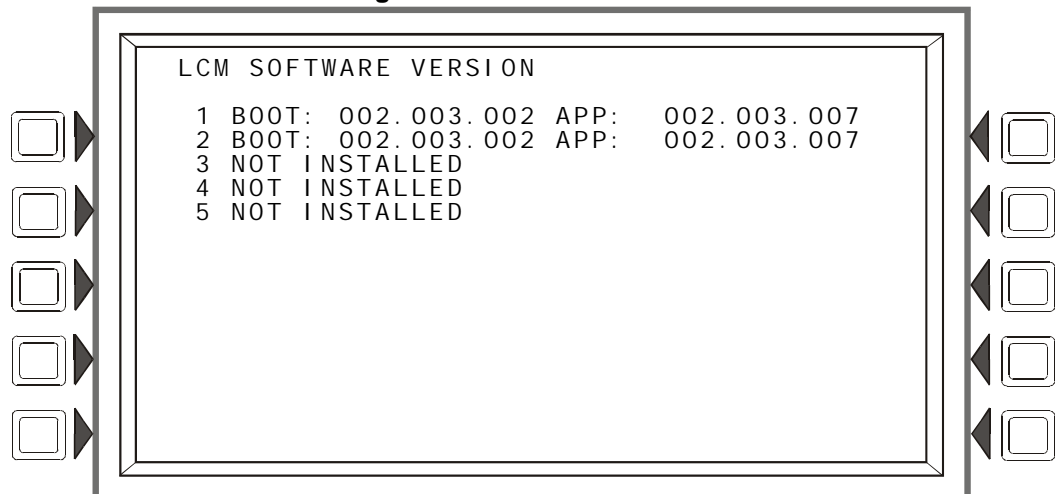 LCM SOFTWARE VERSION
1 BOOT: 002.003.002 APP: 002.003.007
2 BOOT: 002.003.002 APP: 002.003.007
3 NOT INSTALLED
4 NOT INSTALLED
5 NOT INSTALLED